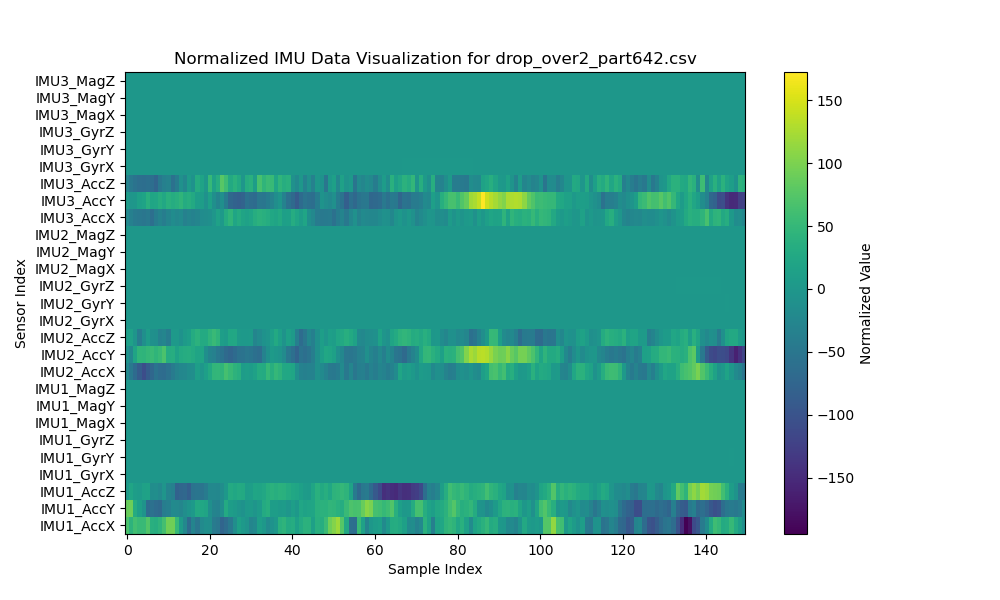 Normalized IMU Data Visualization for drop_over2_part642.csv
IMU3_MagZ
IMU3_MagY
IMU3_MagX
IMU3_GyrZ
IMU3_GyrY
IMU3_GyrX
IMU3_AccZ
IMU3_AccY
IMU3_AccX
IMU2_MagZ
IMU2_MagY
IMU2_MagX
IMU2_GyrZ
IMU2_GyrY
IMU2_GyrX
IMU2_AccZ
IMU2_AccY
IMU2_AccX
IMU1_MagZ
IMU1_MagY
IMU1_MagX
IMU1_GyrZ
IMU1_GyrY
IMU1_GyrX
IMU1_AccZ
IMU1_AccY
IMU1_AccX
Sensor Index
0 20 40 60 80 100 120 140
Sample Index
150
100
50
0
−50
−100
−150
Normalized Value